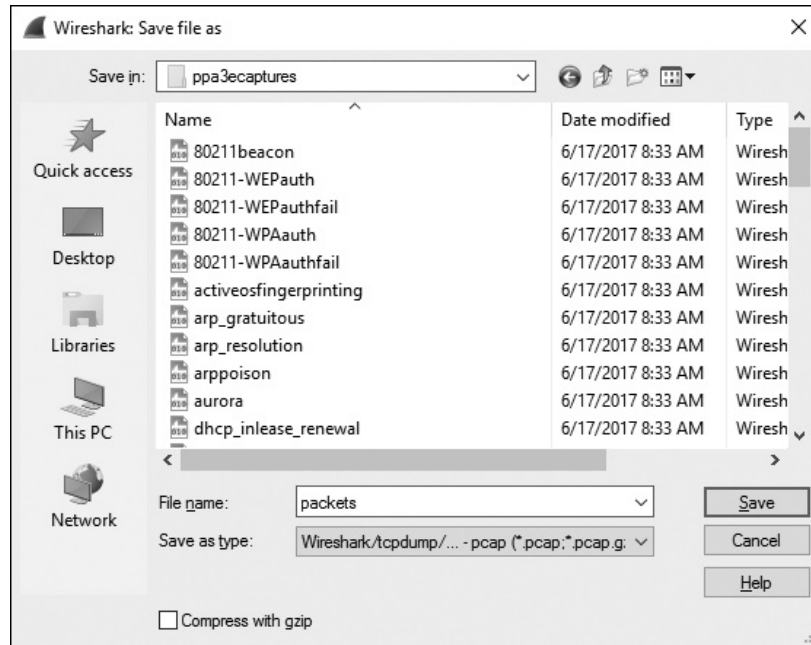 Wireshark: Save file as
Save in: ppa3ecaptures
Name Date modified Type
80211beacon 6/17/2017 8:33 AM Wiresh
80211-WEPauth 6/17/2017 8:33 AM Wiresh
80211-WEPauthfail 6/17/2017 8:33 AM Wiresh
80211-WPAauth 6/17/2017 8:33 AM Wiresh
80211-WPAauthfail 6/17/2017 8:33 AM Wiresh
activeosfingerprinting 6/17/2017 8:33 AM Wiresh
arp_gratuitous 6/17/2017 8:33 AM Wiresh
arp_resolution 6/17/2017 8:33 AM Wiresh
arppoison 6/17/2017 8:33 AM Wiresh
aurora 6/17/2017 8:33 AM Wiresh
dhcp_inlease_renewal 6/17/2017 8:33 AM Wiresh
Quick access
Desktop
Libraries
This PC
Network
File name: packets Save
Save as type: Wireshark/tcpdump/... - pcap (*.pcap;*.pcap.g: Cancel
Help
Compress with gzip